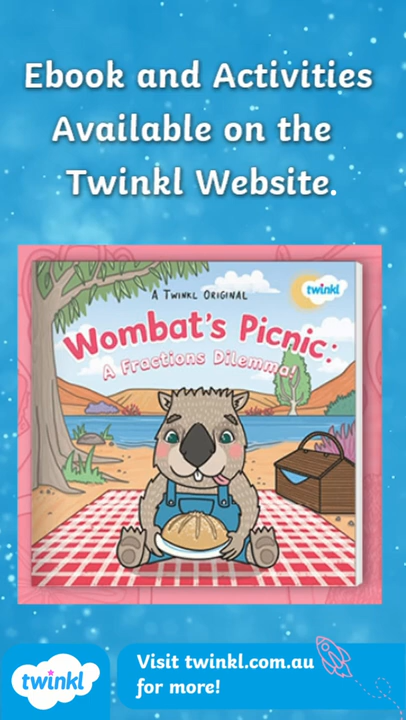 Ebook and Activities
Available on the
Twinkl Website.
A TWINKL ORIGINAL
twinkl
Wombat's Picnic:
A Fractions Dilemma!
twinkl
Visit twinkl.com.au
for more!